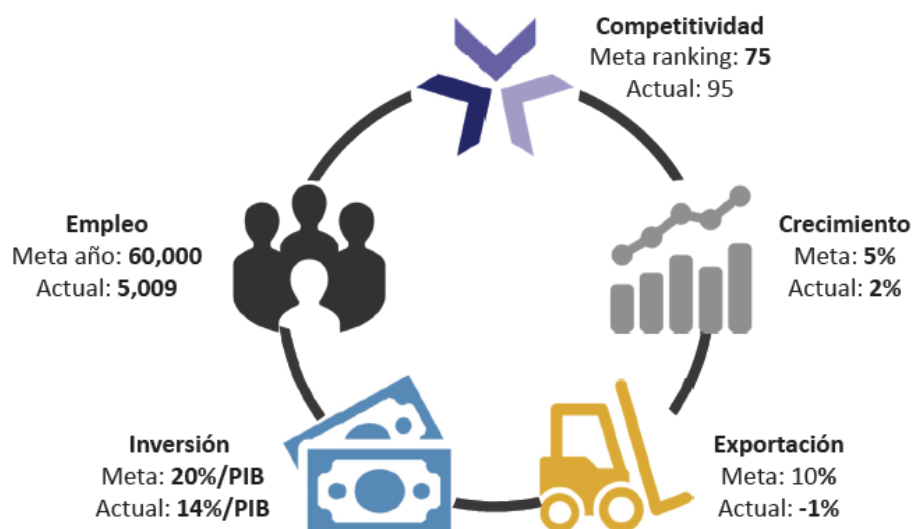 Competitividad
Meta ranking: 75
Actual: 95
Empleo
Meta año: 60,000
Actual: 5,009
Crecimiento
Meta: 5%
Actual: 2%
Inversión
Meta: 20%/PIB
Actual: 14%/PIB
Exportación
Meta: 10%
Actual: -1%